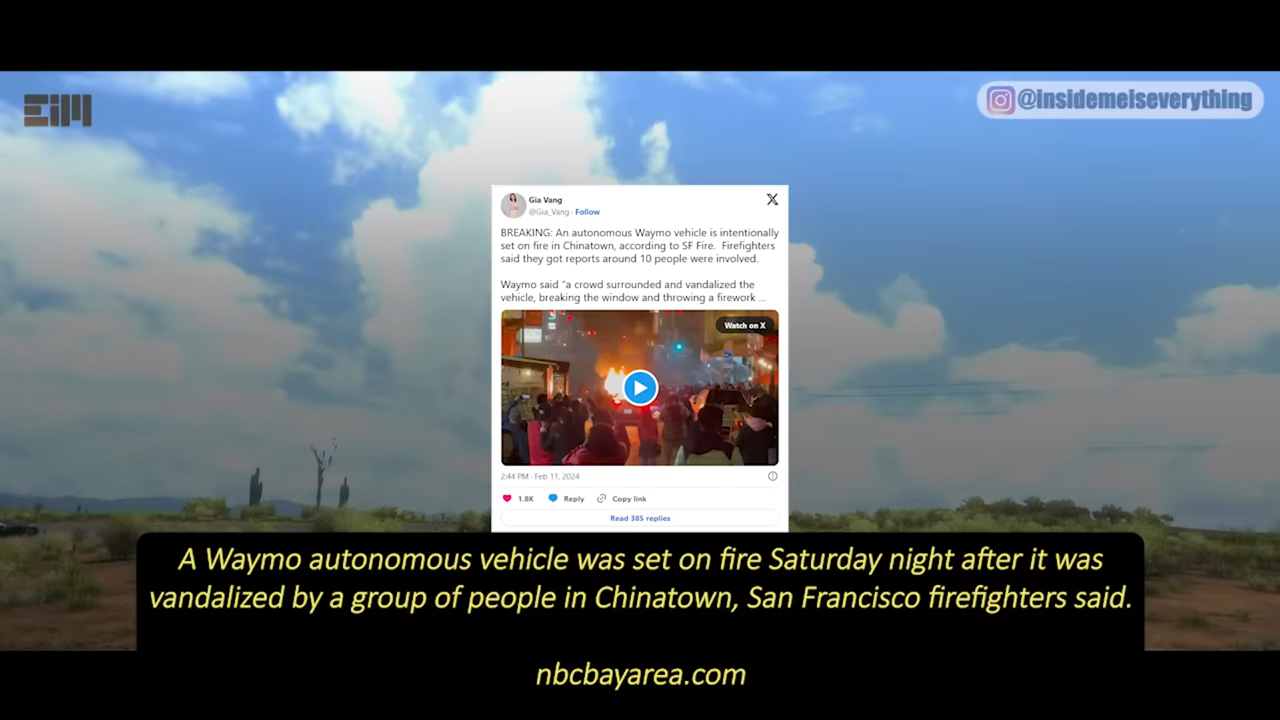 EiM
@insidemeiseverything
Gia Vang
@Gia_Vang · Follow
X
BREAKING: An autonomous Waymo vehicle is intentionally
set on fire in Chinatown, according to SF Fire. Firefighters
said they got reports around 10 people were involved.
Waymo said "a crowd surrounded and vandalized the
vehicle, breaking the window and throwing a firework ...
Watch on X
2:44 PM · Feb 11, 2024
1.8K Reply Copy link
Read 385 replies
A Waymo autonomous vehicle was set on fire Saturday night after it was
vandalized by a group of people in Chinatown, San Francisco firefighters said.
nbcbayarea.com